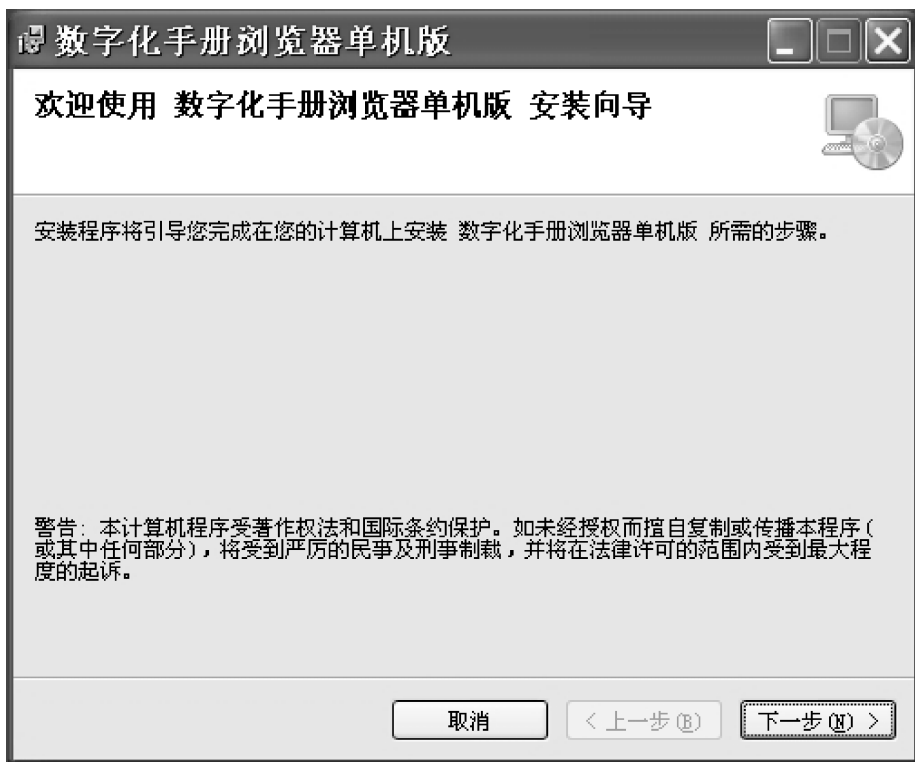 数字化手册浏览器单机版
欢迎使用 数字化手册浏览器单机版 安装向导
安装程序将引导您完成在您的计算机上安装 数字化手册浏览器单机版 所需的步骤。
警告: 本计算机程序受著作权法和国际条约保护。如未经授权而擅自复制或传播本程序(
或其中任何部分),将受到严厉的民事及刑事制裁,并将在法律许可的范围内受到最大程
度的起诉。
取消 < 上一步(B) 下一步(N) >